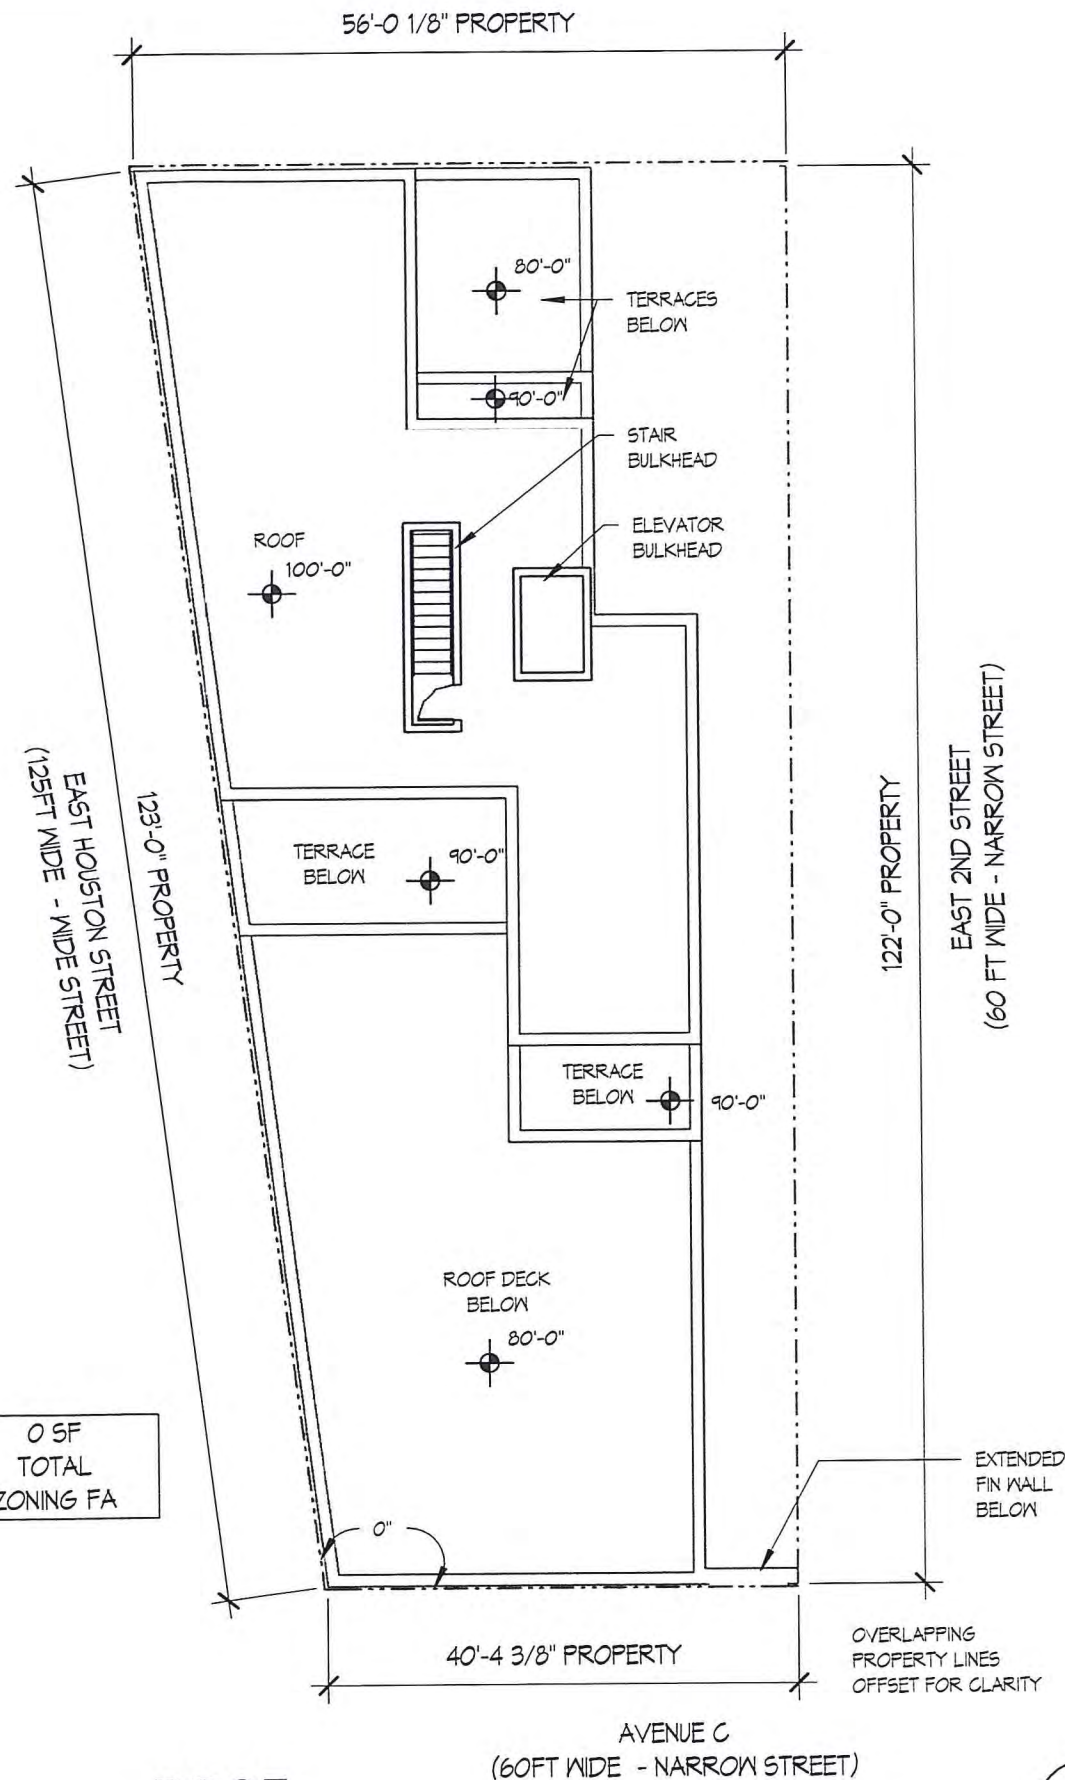 56'-0 1/8" PROPERTY
80'-0"
TERRACES
BELOW
90'-0"
STAIR
BULKHEAD
ELEVATOR
BULKHEAD
ROOF
100'-0"
EAST HOUSTON STREET
(125FT WIDE - WIDE STREET)
123'-0" PROPERTY
TERRACE
BELOW
90'-0"
122'-0" PROPERTY
EAST 2ND STREET
(60 FT WIDE - NARROW STREET)
TERRACE
BELOW
90'-0"
ROOF DECK
BELOW
80'-0"
0 SF
TOTAL
ZONING FA
EXTENDED
FIN WALL
BELOW
0"
40'-4 3/8" PROPERTY
OVERLAPPING
PROPERTY LINES
OFFSET FOR CLARITY
AVENUE C
(60FT WIDE - NARROW STREET)